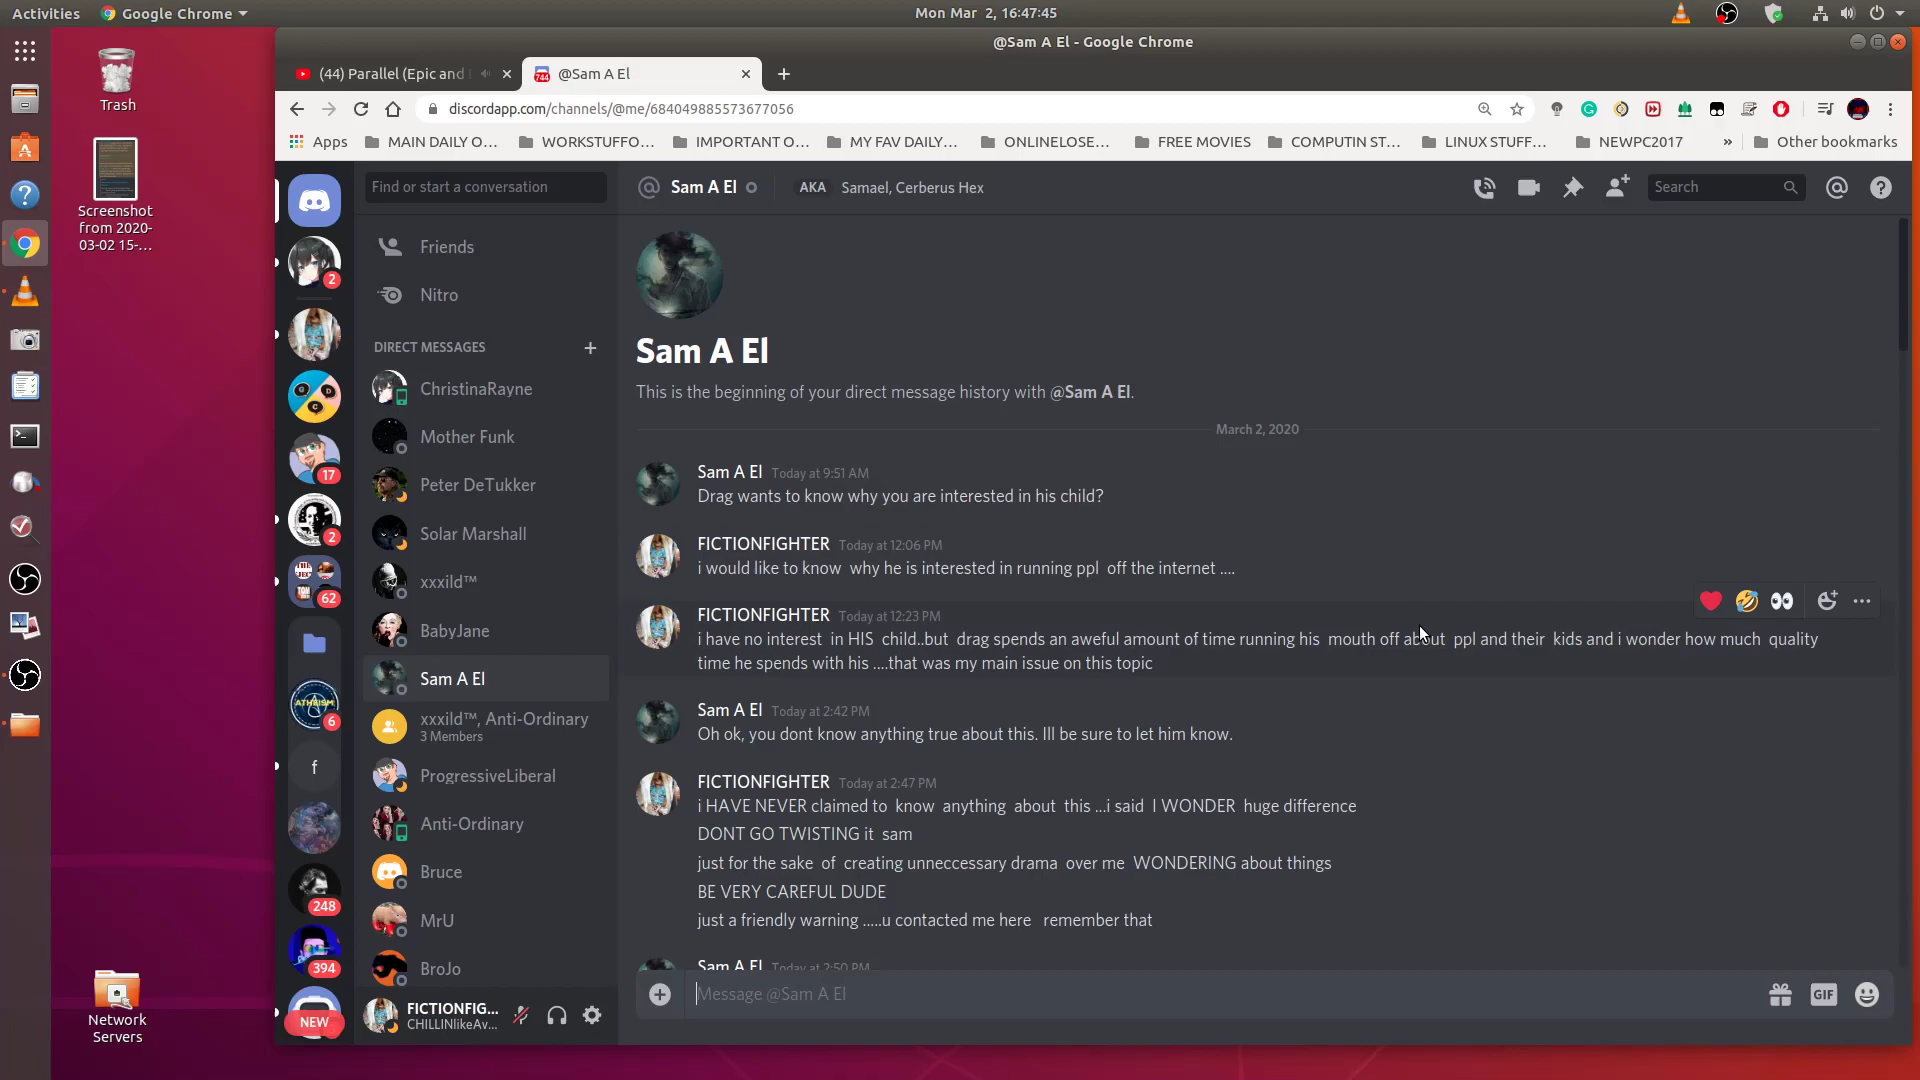 Activities
Google Chrome
Mon Mar 2, 16:47:45
@Sam A El - Google Chrome
(44) Parallel (Epic and
744
@Sam A El
discordapp.com/channels/@me/684049885573677056
Apps
MAIN DAILY O...
WORKSTUFFO...
IMPORTANT O...
MY FAV DAILY...
ONLINELOSE...
FREE MOVIES
COMPUTIN ST...
LINUX STUFF...
NEWPC2017
»
Other bookmarks
Trash
Screenshot
from 2020-
03-02 15-...
Network
Servers
2
17
2
62
ATHEISM
6
f
248
394
NEW
Find or start a conversation
Friends
Nitro
DIRECT MESSAGES
ChristinaRayne
Mother Funk
Peter DeTukker
Solar Marshall
xxxild™
BabyJane
Sam A El
xxxild™, Anti-Ordinary
3 Members
ProgressiveLiberal
Anti-Ordinary
Bruce
MrU
BroJo
FICTIONFIG...
CHILLINlikeAv...
Sam A El
AKA
Samael, Cerberus Hex
Search
Sam A El
This is the beginning of your direct message history with @Sam A El.
March 2, 2020
Sam A El Today at 9:51 AM
Drag wants to know why you are interested in his child?
FICTIONFIGHTER Today at 12:06 PM
i would like to know why he is interested in running ppl off the internet ....
FICTIONFIGHTER Today at 12:23 PM
i have no interest in HIS child..but drag spends an aweful amount of time running his mouth off about ppl and their kids and i wonder how much quality
time he spends with his ....that was my main issue on this topic
Sam A El Today at 2:42 PM
Oh ok, you dont know anything true about this. Ill be sure to let him know.
FICTIONFIGHTER Today at 2:47 PM
i HAVE NEVER claimed to know anything about this ...i said I WONDER huge difference
DONT GO TWISTING it sam
just for the sake of creating unneccessary drama over me WONDERING about things
BE VERY CAREFUL DUDE
just a friendly warning .....u contacted me here remember that
Sam A El Today at 2:50 PM
Message @Sam A El
GIF